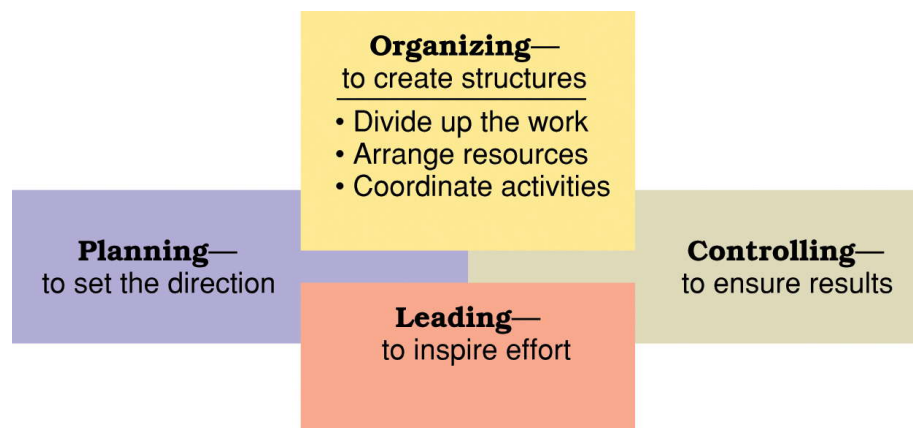 Organizing—
to create structures
• Divide up the work
• Arrange resources
• Coordinate activities
Planning—
to set the direction
Controlling—
to ensure results
Leading—
to inspire effort